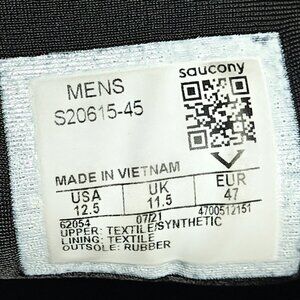 saucony
MENS
S20615-45
MADE IN VIETNAM
USA UK EUR
12.5 11.5 47
62054 07/21 4700512151
UPPER: TEXTILE/SYNTHETIC
LINING: TEXTILE
OUTSOLE: RUBBER